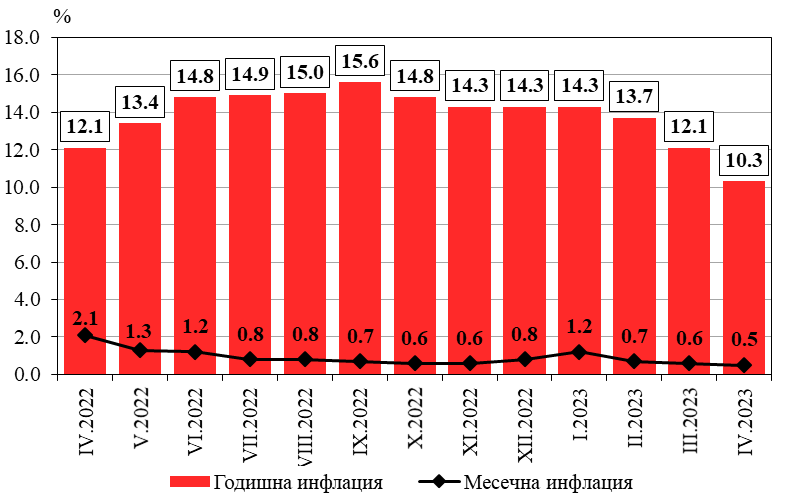 %
18.0
16.0
14.0
12.0
10.0
8.0
6.0
4.0
2.0
0.0
12.1 13.4 14.8 14.9 15.0 15.6 14.8 14.3 14.3 14.3 13.7 12.1 10.3
2.1 1.3 1.2 0.8 0.8 0.7 0.6 0.6 0.8 1.2 0.7 0.6 0.5
IV.2022 V.2022 VI.2022 VII.2022 VIII.2022 IX.2022 X.2022 XI.2022 XII.2022 I.2023 II.2023 III.2023 IV.2023
Годишна инфлация Месечна инфлация